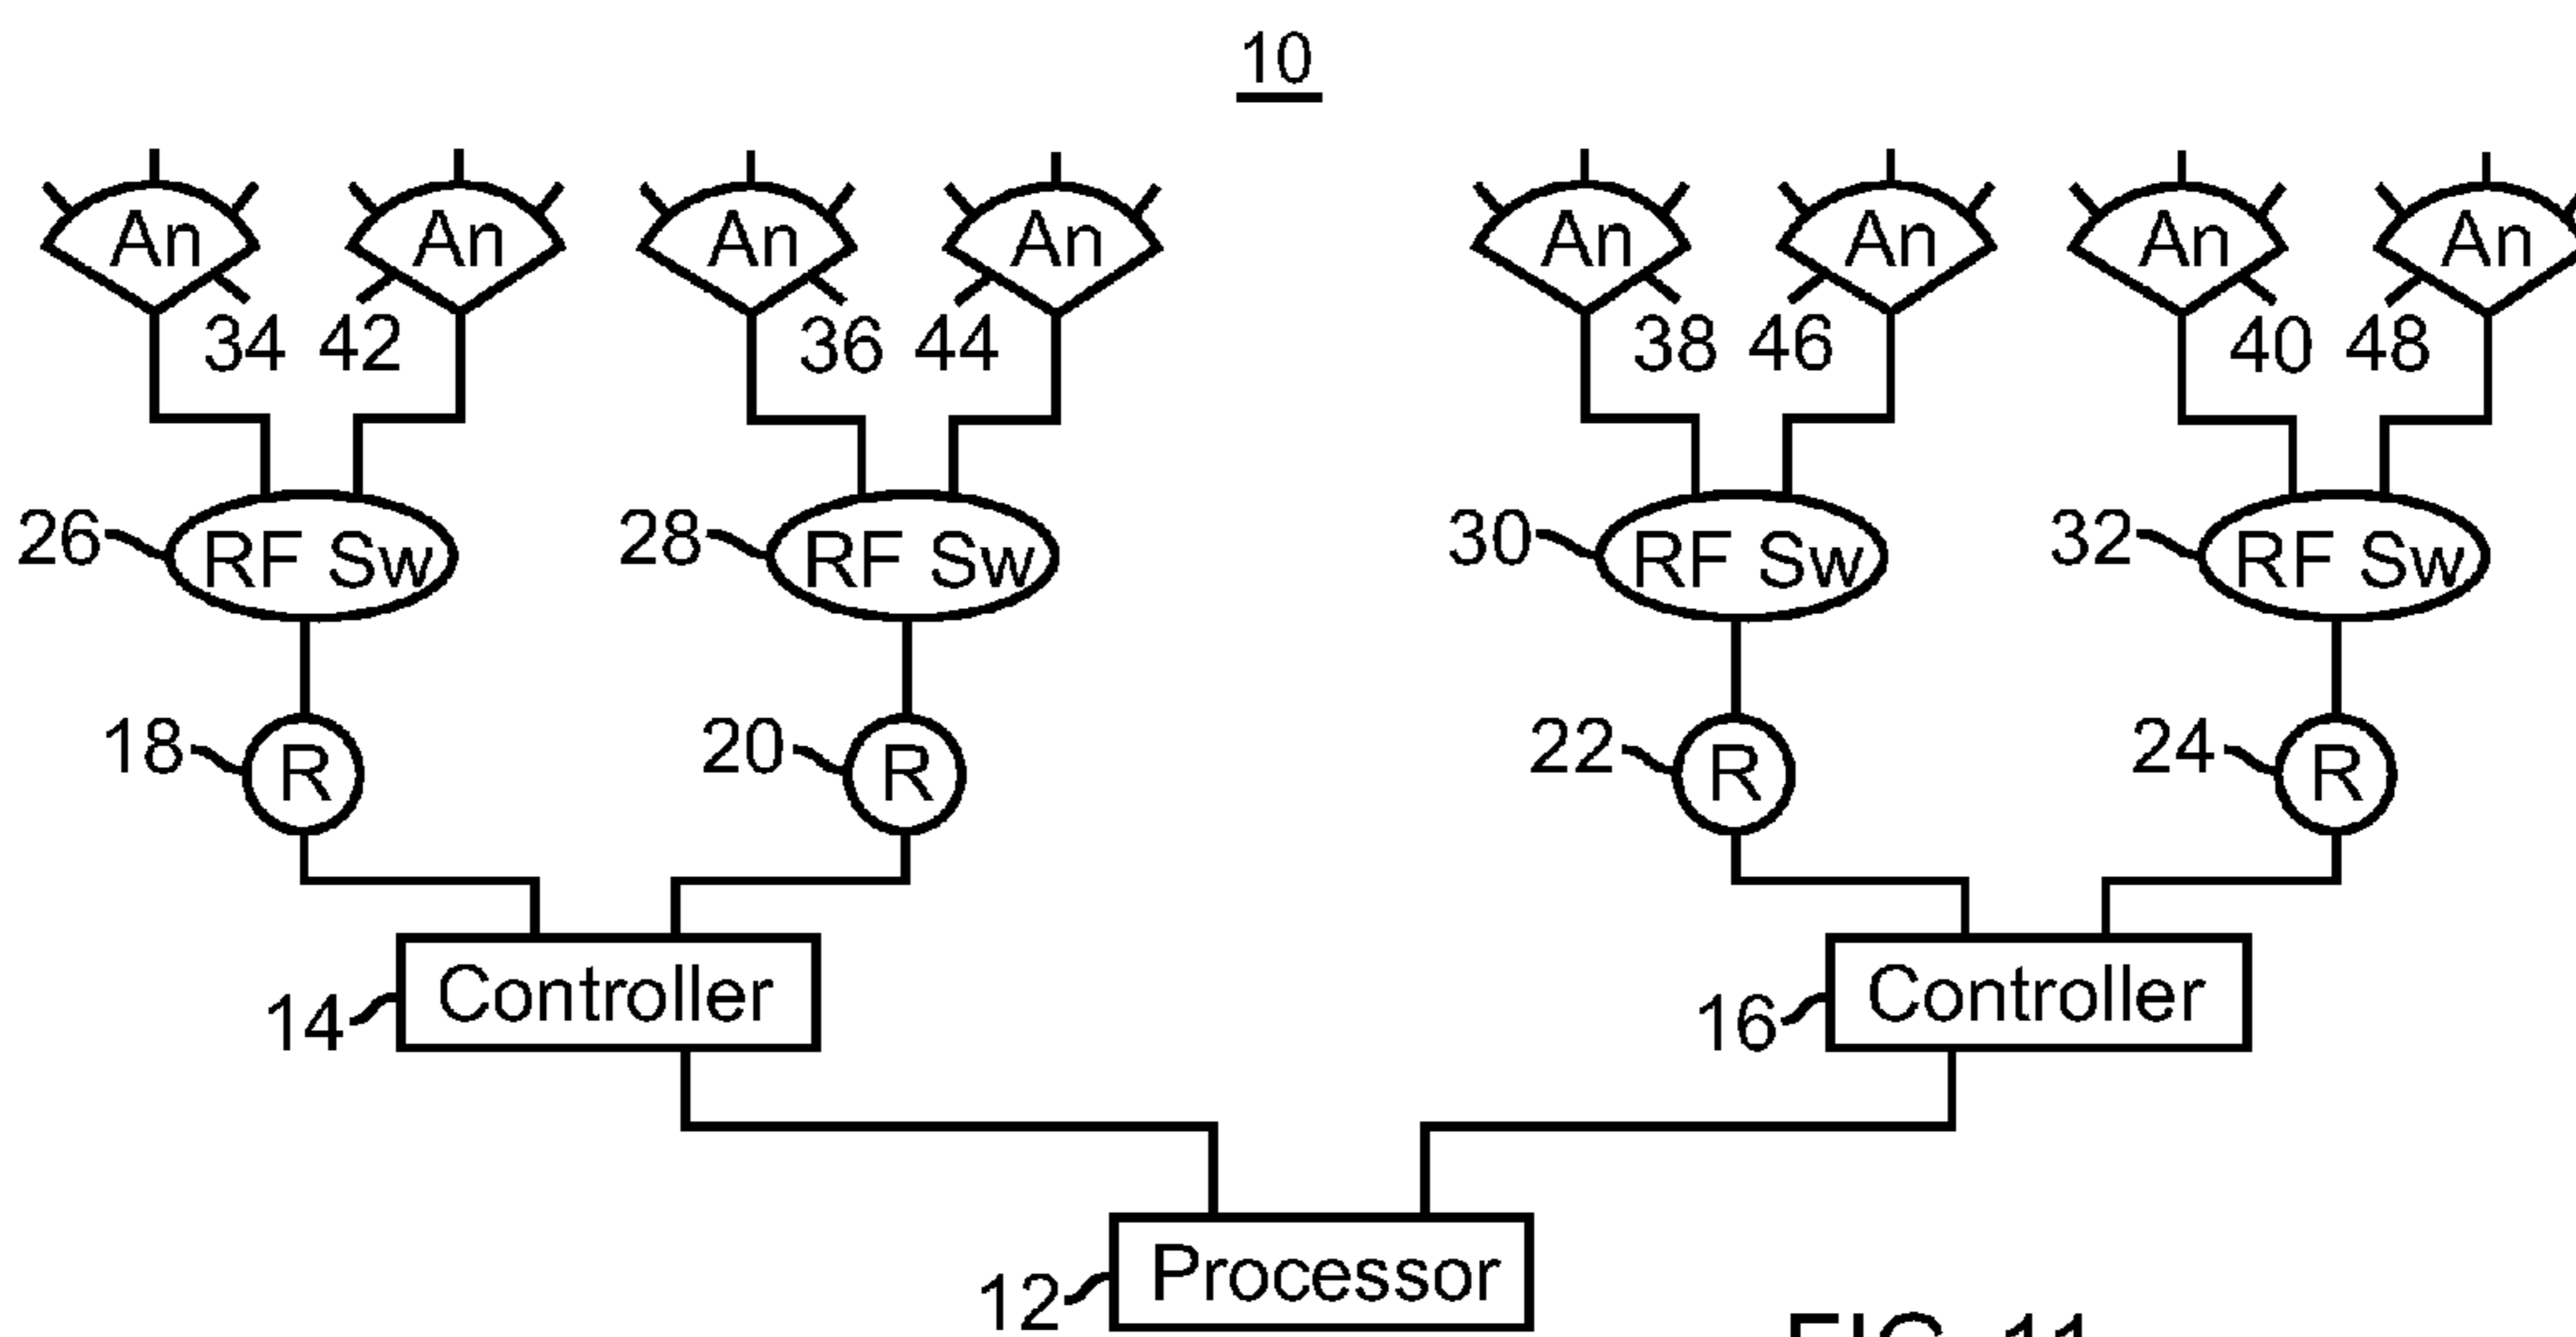 10
An An An An An An An An
34 42 36 44 38 46 40 48
26 RF Sw 28 RF Sw 30 RF Sw 32 RF Sw
18 R 20 R 22 R 24 R
14 Controller 16 Controller
12 Processor
FIG. 11